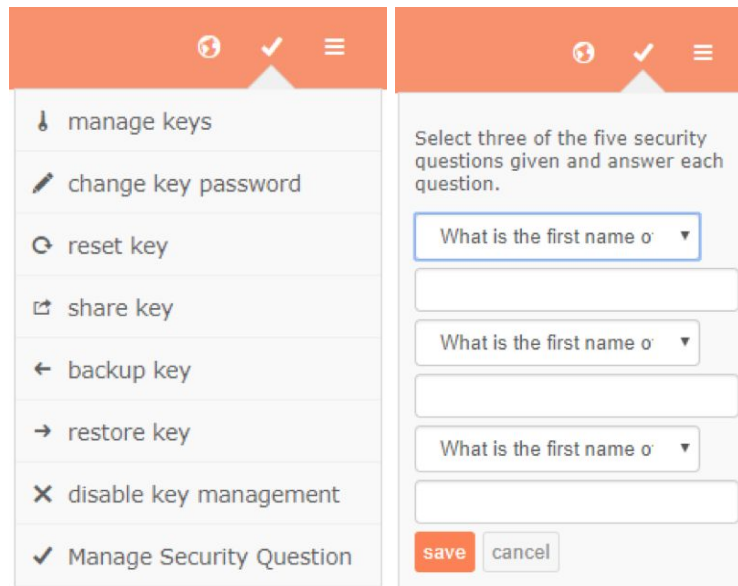 manage keys
change key password
reset key
share key
backup key
restore key
disable key management
Manage Security Question
Select three of the five security
questions given and answer each
question.
What is the first name o
What is the first name o
What is the first name o
save cancel